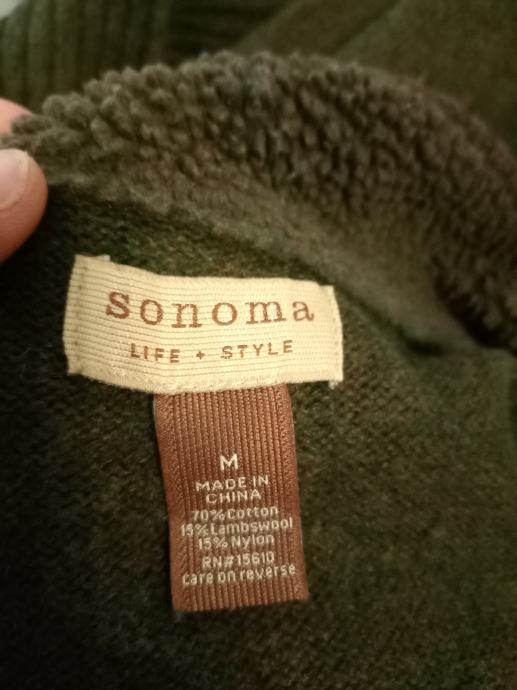 sonoma
LIFE + STYLE
M
MADE IN
CHINA
70% Cotton
15% Lambswool
15% Nylon
RN#15610
care on reverse